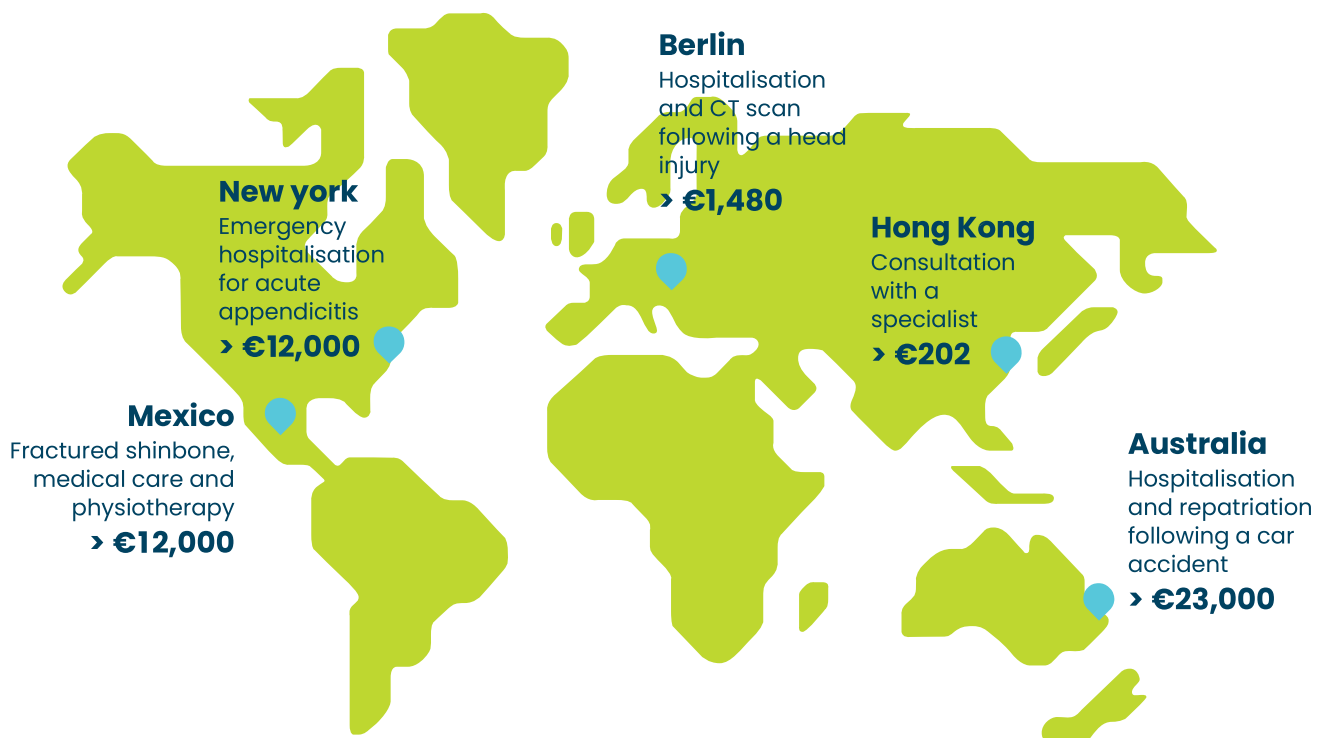 Berlin
Hospitalisation
and CT scan
following a head
injury
> €1,480
New york
Emergency
hospitalisation
for acute
appendicitis
> €12,000
Hong Kong
Consultation
with a
specialist
> €202
Mexico
Fractured shinbone,
medical care and
physiotherapy
> €12,000
Australia
Hospitalisation
and repatriation
following a car
accident
> €23,000